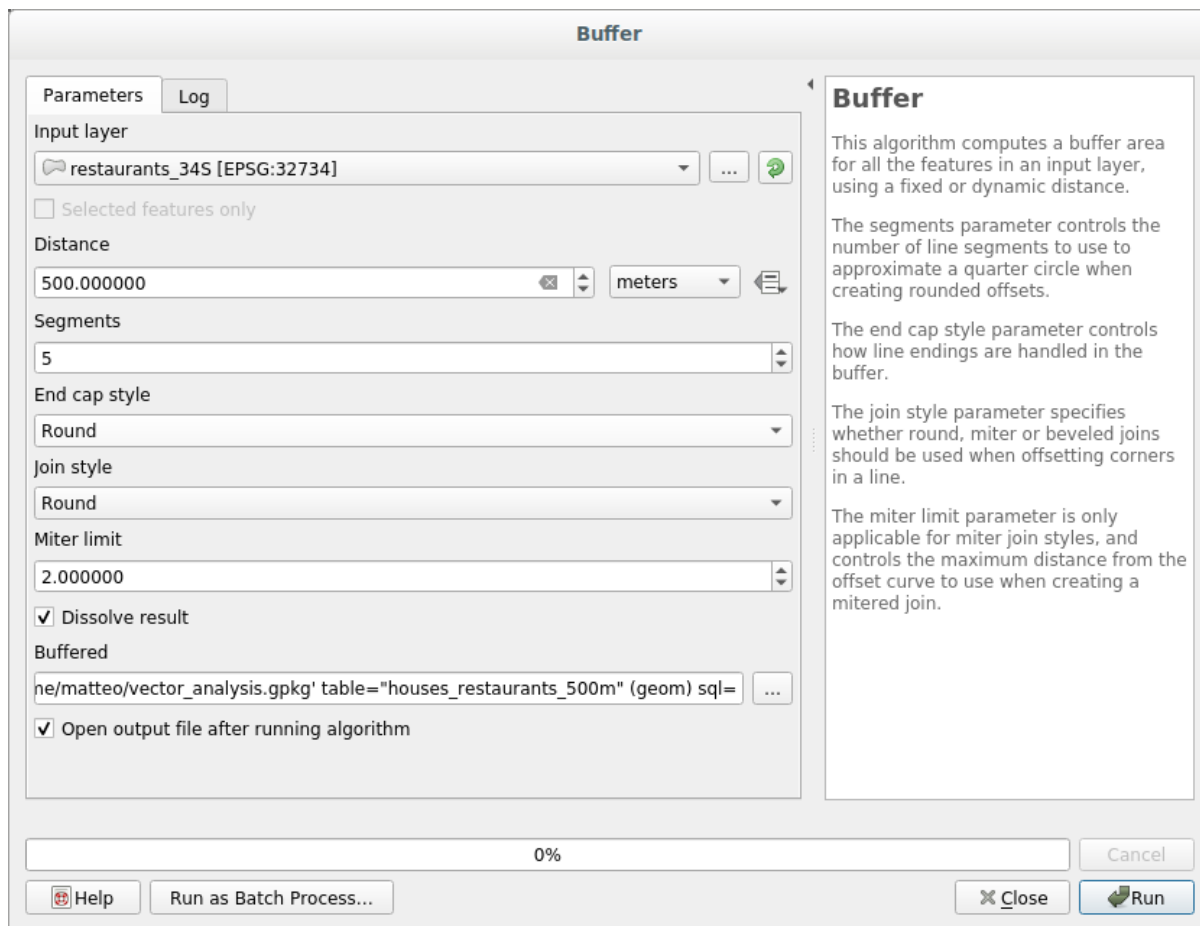 Buffer
Parameters
Log
Input layer
restaurants_34S [EPSG:32734]
...
Selected features only
Distance
500.000000
meters
Segments
5
End cap style
Round
Join style
Round
Miter limit
2.000000
Dissolve result
Buffered
ne/matteo/vector_analysis.gpkg' table="houses_restaurants_500m" (geom) sql=
...
Open output file after running algorithm
Buffer
This algorithm computes a buffer area
for all the features in an input layer,
using a fixed or dynamic distance.
The segments parameter controls the
number of line segments to use to
approximate a quarter circle when
creating rounded offsets.
The end cap style parameter controls
how line endings are handled in the
buffer.
The join style parameter specifies
whether round, miter or beveled joins
should be used when offsetting corners
in a line.
The miter limit parameter is only
applicable for miter join styles, and
controls the maximum distance from the
offset curve to use when creating a
mitered join.
0%
Cancel
Help
Run as Batch Process...
Close
Run